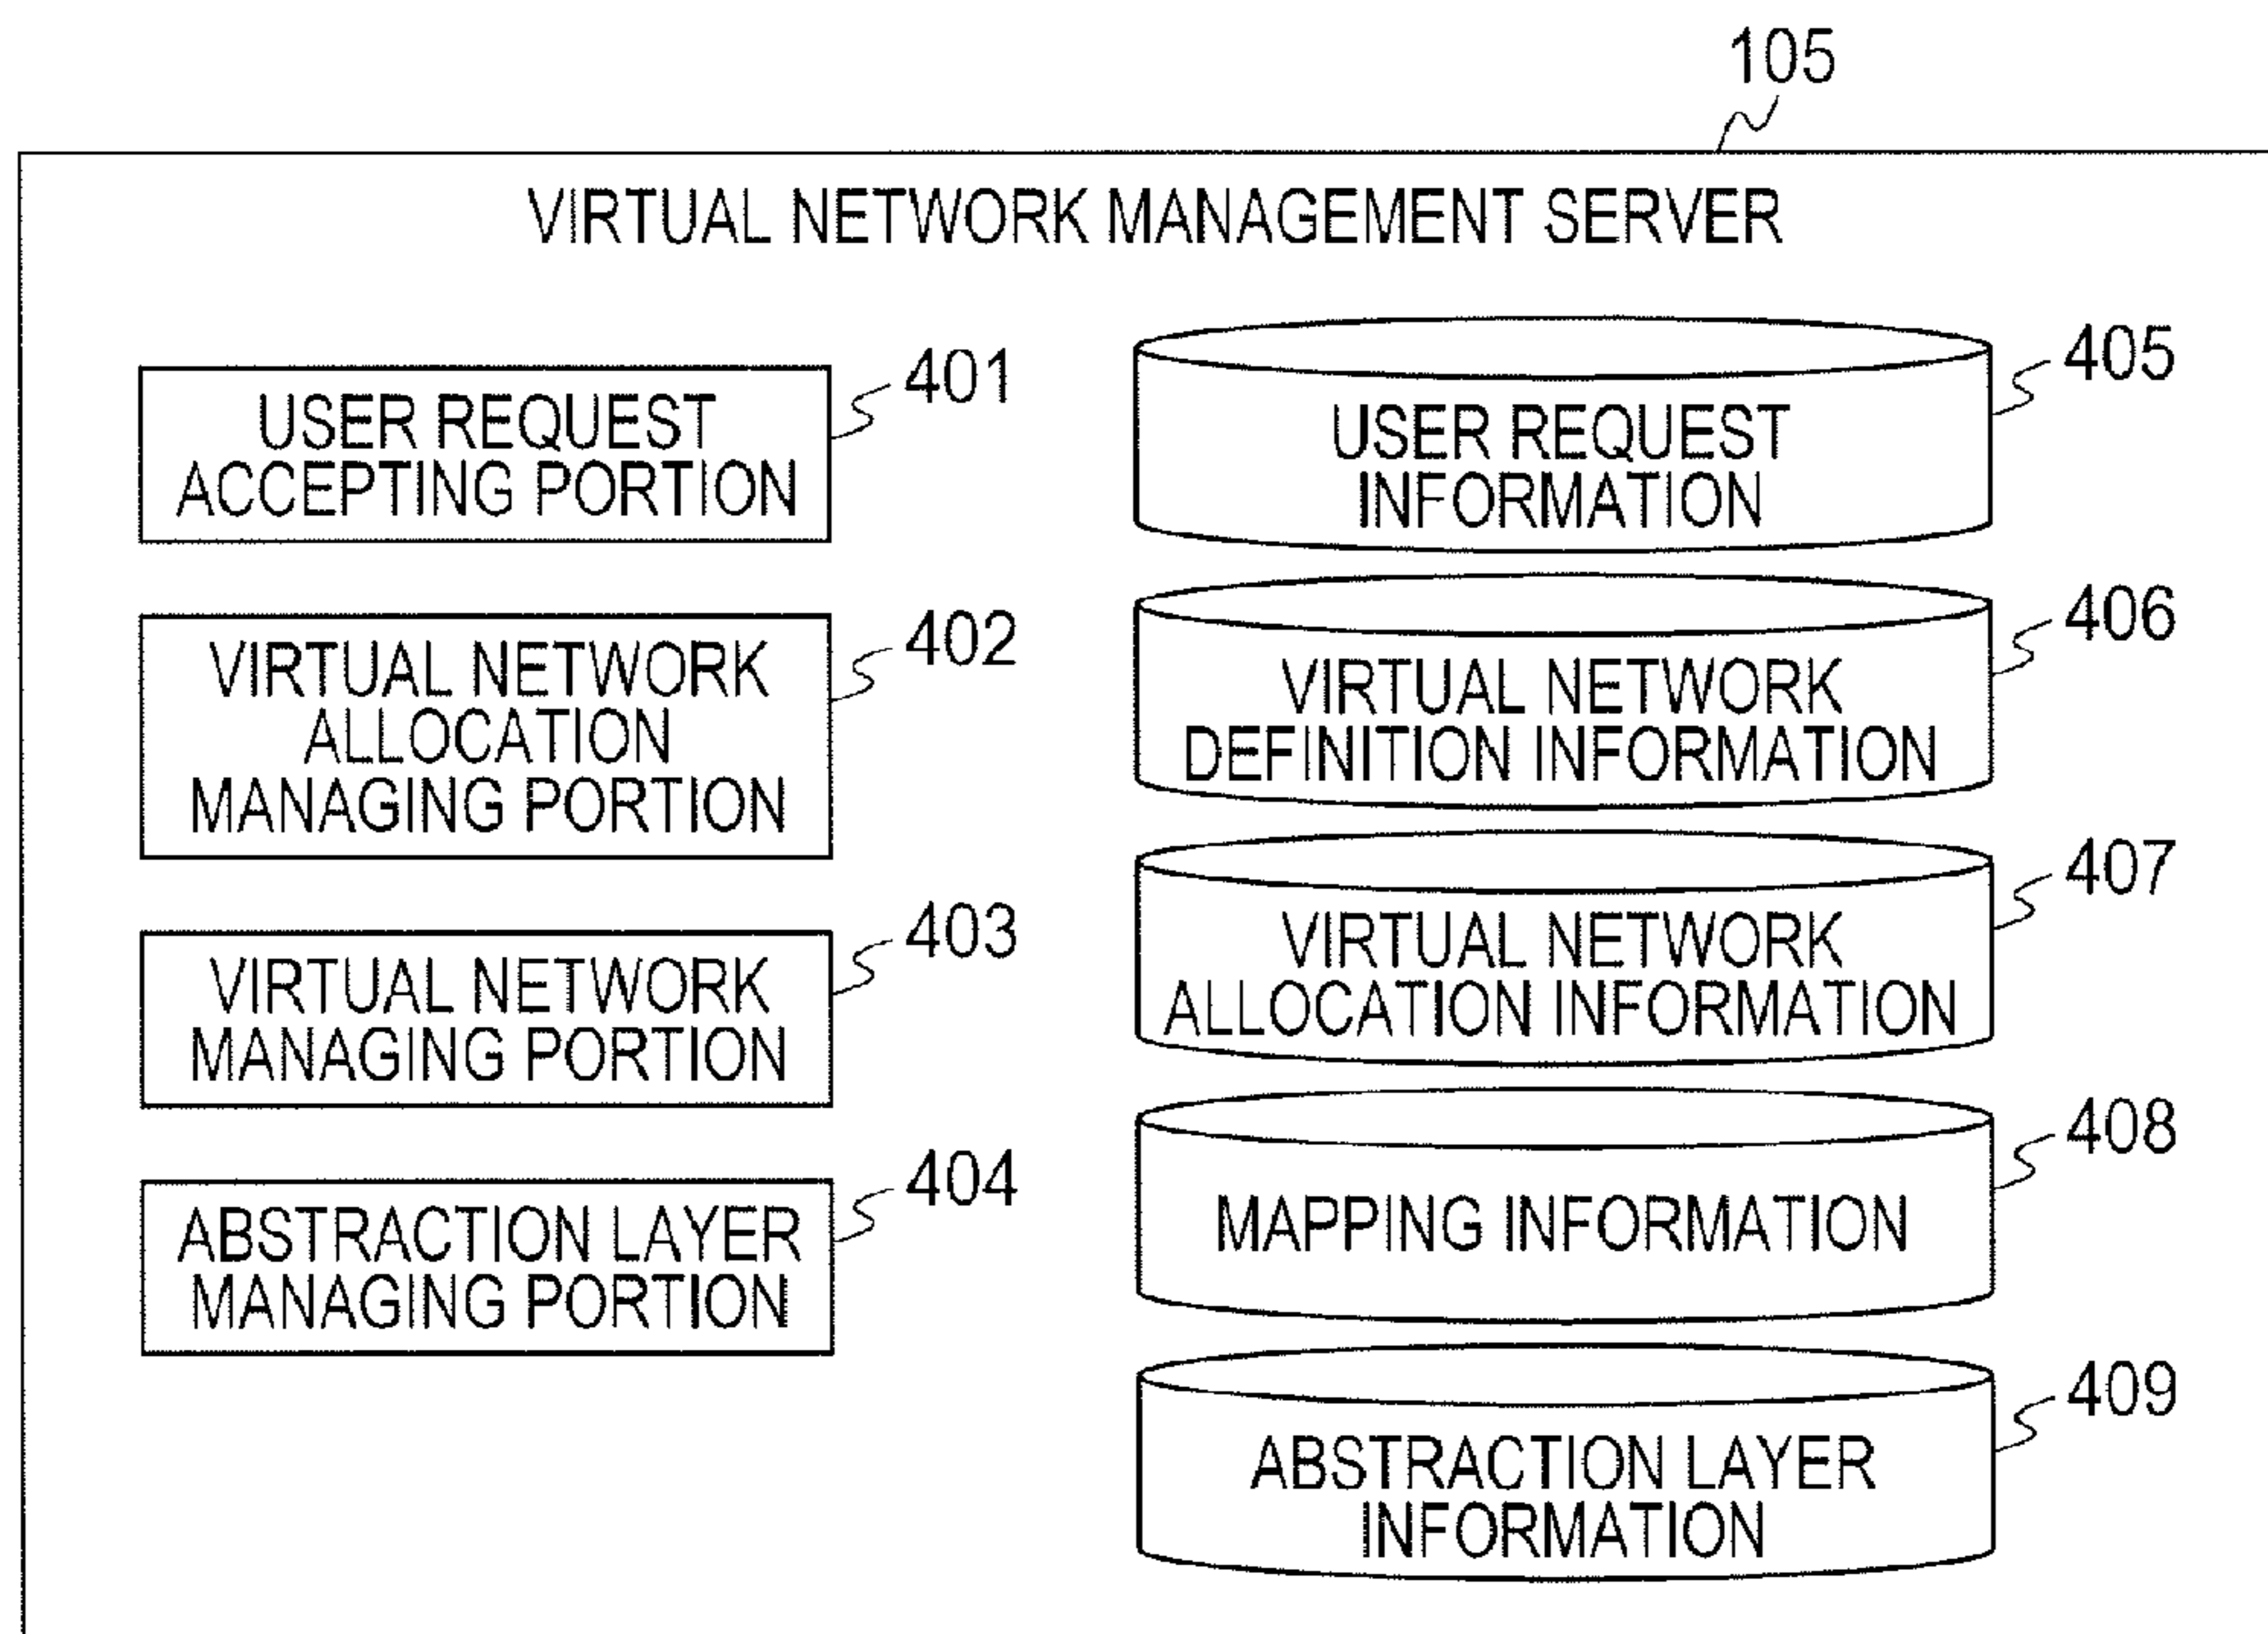 105
VIRTUAL NETWORK MANAGEMENT SERVER
USER REQUEST
ACCEPTING PORTION
401
VIRTUAL NETWORK
ALLOCATION
MANAGING PORTION
402
VIRTUAL NETWORK
MANAGING PORTION
403
ABSTRACTION LAYER
MANAGING PORTION
404
USER REQUEST
INFORMATION
405
VIRTUAL NETWORK
DEFINITION INFORMATION
406
VIRTUAL NETWORK
ALLOCATION INFORMATION
407
MAPPING INFORMATION
408
ABSTRACTION LAYER
INFORMATION
409